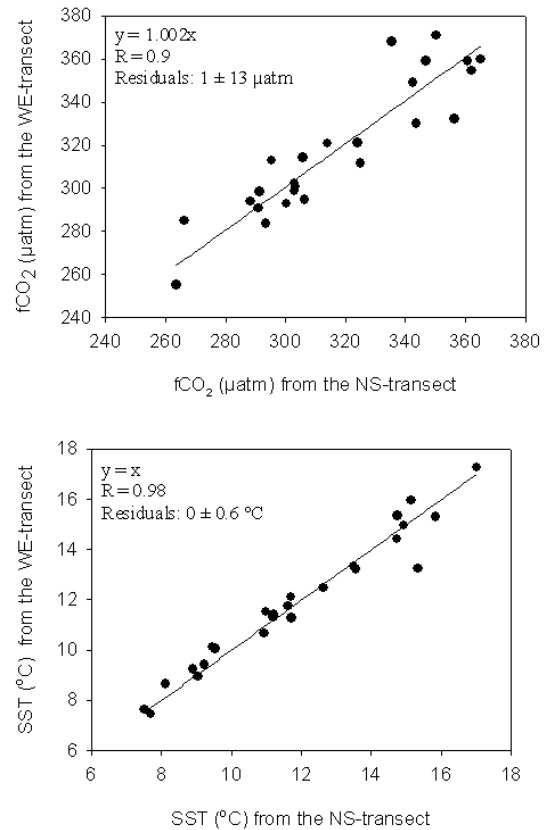 380
360
340
320
300
280
260
240
fCO2 (µatm) from the WE-transect
y = 1.002x
R = 0.9
Residuals: 1 ± 13 µatm
240 260 280 300 320 340 360 380
fCO2 (µatm) from the NS-transect
18
16
14
12
10
8
6
SST (°C) from the WE-transect
y = x
R = 0.98
Residuals: 0 ± 0.6 °C
6 8 10 12 14 16 18
SST (°C) from the NS-transect